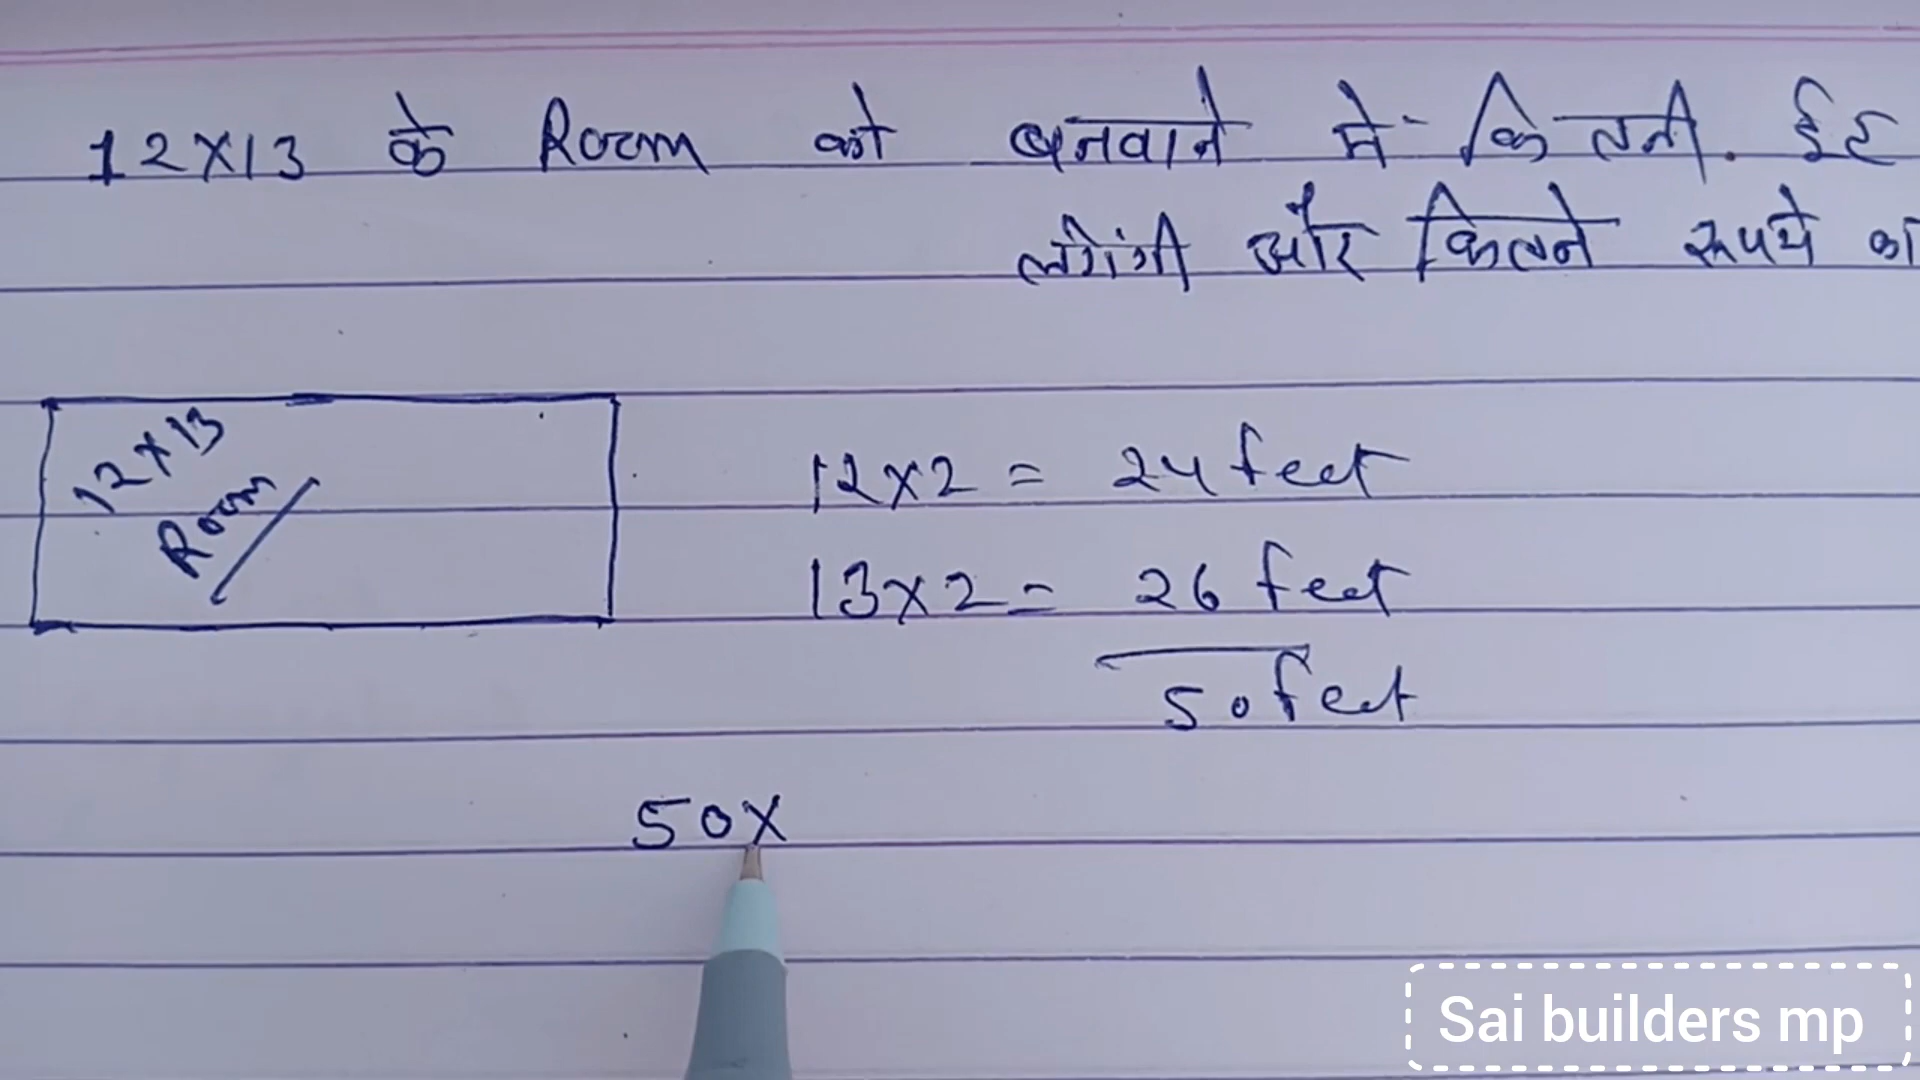 12x13 के Room को बनवाने में कितनी. ईट
लगेंगी और कितने रूपये का
12x13
Room
12x2 = 24 feet
13x2 = 26 feet
50 feet
50x
Sai builders mp